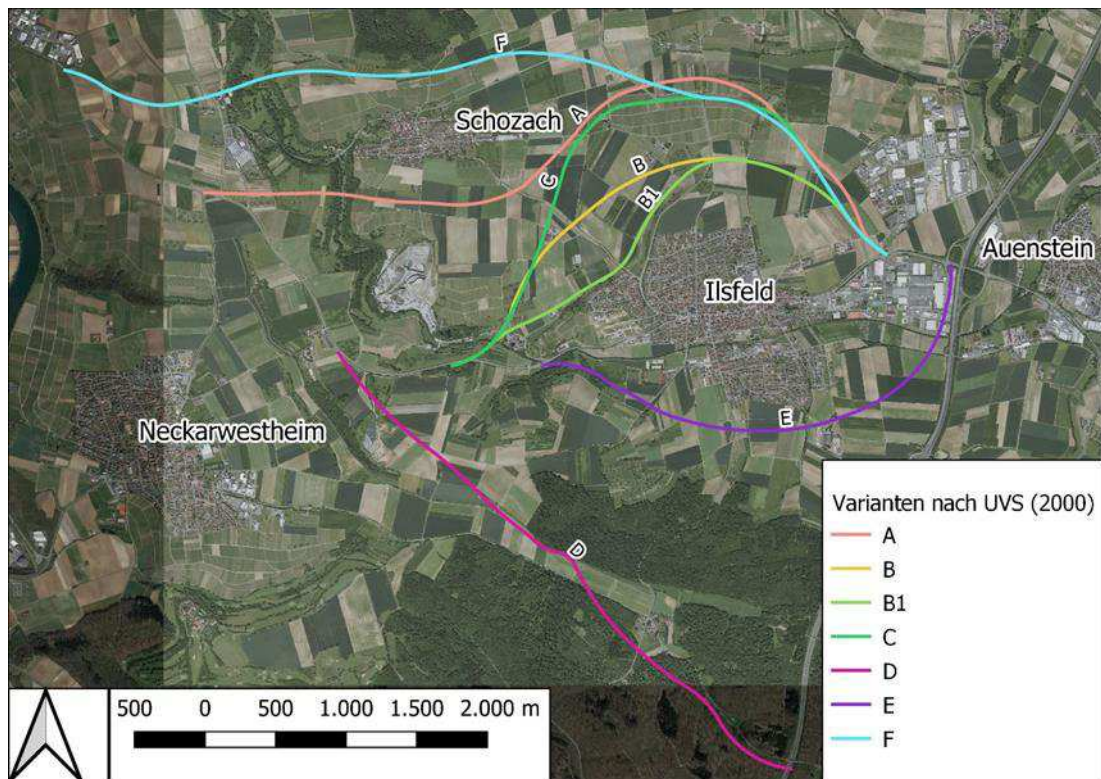 F
Schozach
A
C
B
B1
Auenstein
Ilsfeld
Neckarwestheim
E
D
Varianten nach UVS (2000)
A
B
B1
C
D
E
F
500 0 500 1.000 1.500 2.000 m